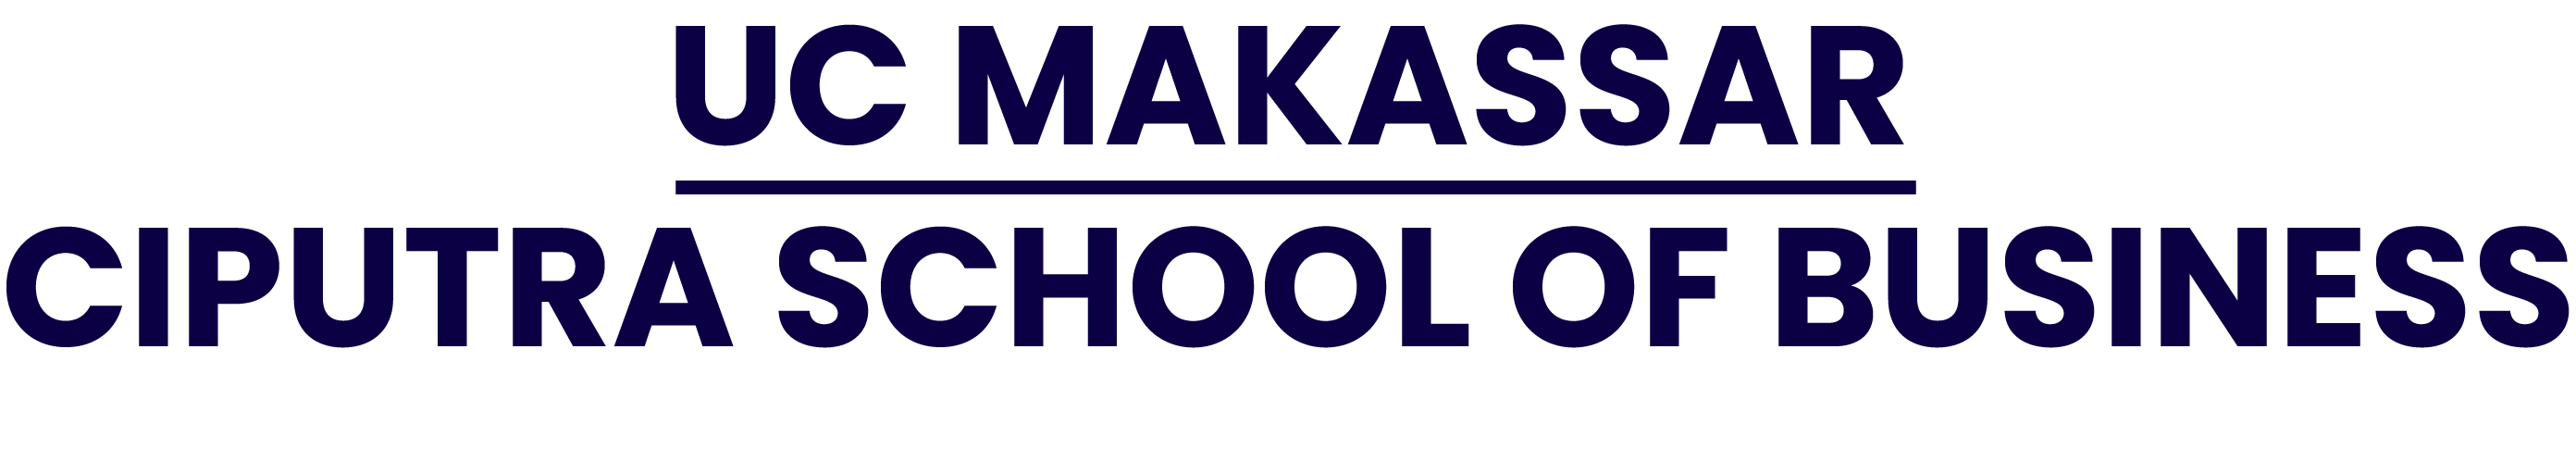 UC MAKASSAR
CIPUTRA SCHOOL OF BUSINESS